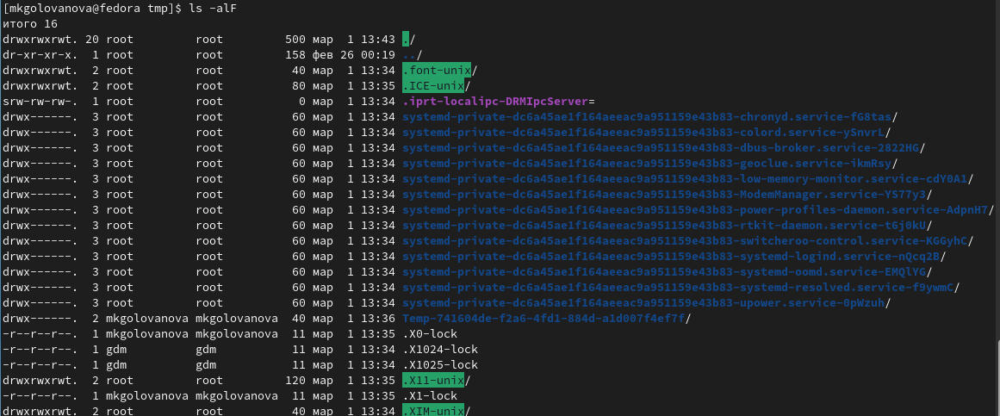 [mkgolovanova@fedora tmp]$ ls -alF
итого 16
drwxrwxrwt. 20 root root 500 мар 1 13:43 ./
dr-xr-xr-x. 1 root root 158 фев 26 00:19 ../
drwxrwxrwt. 2 root root 40 мар 1 13:34 .font-unix/
drwxrwxrwt. 2 root root 80 мар 1 13:35 .ICE-unix/
srw-rw-rw-. 1 root root 0 мар 1 13:34 .iprt-localipc-DRMIpcServer=
drwx------. 3 root root 60 мар 1 13:34 systemd-private-dc6a45ae1f164aeeac9a951159e43b83-chronyd.service-fG8tas/
drwx------. 3 root root 60 мар 1 13:34 systemd-private-dc6a45ae1f164aeeac9a951159e43b83-colord.service-ySnvrL/
drwx------. 3 root root 60 мар 1 13:34 systemd-private-dc6a45ae1f164aeeac9a951159e43b83-dbus-broker.service-2822HG/
drwx------. 3 root root 60 мар 1 13:34 systemd-private-dc6a45ae1f164aeeac9a951159e43b83-geoclue.service-ikmRsy/
drwx------. 3 root root 60 мар 1 13:34 systemd-private-dc6a45ae1f164aeeac9a951159e43b83-low-memory-monitor.service-cdY0A1/
drwx------. 3 root root 60 мар 1 13:34 systemd-private-dc6a45ae1f164aeeac9a951159e43b83-ModemManager.service-YS77y3/
drwx------. 3 root root 60 мар 1 13:34 systemd-private-dc6a45ae1f164aeeac9a951159e43b83-power-profiles-daemon.service-AdpnH7/
drwx------. 3 root root 60 мар 1 13:34 systemd-private-dc6a45ae1f164aeeac9a951159e43b83-rtkit-daemon.service-t6j0kU/
drwx------. 3 root root 60 мар 1 13:34 systemd-private-dc6a45ae1f164aeeac9a951159e43b83-switcheroo-control.service-KGGyhC/
drwx------. 3 root root 60 мар 1 13:34 systemd-private-dc6a45ae1f164aeeac9a951159e43b83-systemd-logind.service-nQcq2B/
drwx------. 3 root root 60 мар 1 13:34 systemd-private-dc6a45ae1f164aeeac9a951159e43b83-systemd-oomd.service-EMQlYG/
drwx------. 3 root root 60 мар 1 13:34 systemd-private-dc6a45ae1f164aeeac9a951159e43b83-systemd-resolved.service-f9ywmC/
drwx------. 3 root root 60 мар 1 13:34 systemd-private-dc6a45ae1f164aeeac9a951159e43b83-upower.service-0pWzuh/
drwx------. 2 mkgolovanova mkgolovanova 40 мар 1 13:36 Temp-741604de-f2a6-4fd1-884d-a1d007f4ef7f/
-r--r--r--. 1 mkgolovanova mkgolovanova 11 мар 1 13:35 .X0-lock
-r--r--r--. 1 gdm gdm 11 мар 1 13:34 .X1024-lock
-r--r--r--. 1 gdm gdm 11 мар 1 13:34 .X1025-lock
drwxrwxrwt. 2 root root 120 мар 1 13:35 .X11-unix/
-r--r--r--. 1 mkgolovanova mkgolovanova 11 мар 1 13:35 .X1-lock
drwxrwxrwt. 2 root root 40 мар 1 13:34 .XIM-unix/